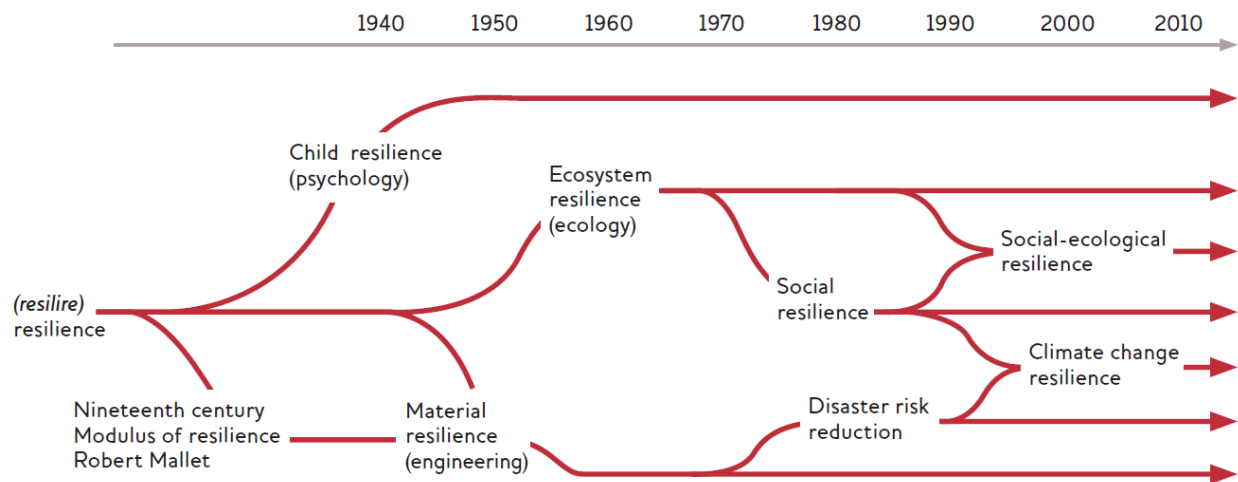 1940 1950 1960 1970 1980 1990 2000 2010
Child resilience
(psychology)
Ecosystem
resilience
(ecology)
Social-ecological
resilience
Social
resilience
(resilire)
resilience
Climate change
resilience
Nineteenth century
Modulus of resilience
Robert Mallet
Material
resilience
(engineering)
Disaster risk
reduction